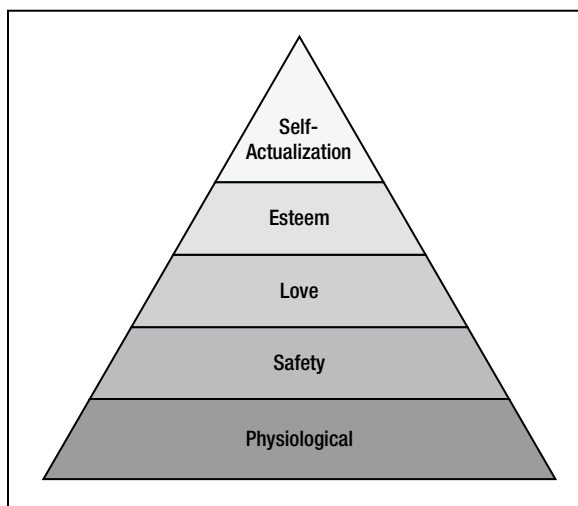 Self-
Actualization
Esteem
Love
Safety
Physiological